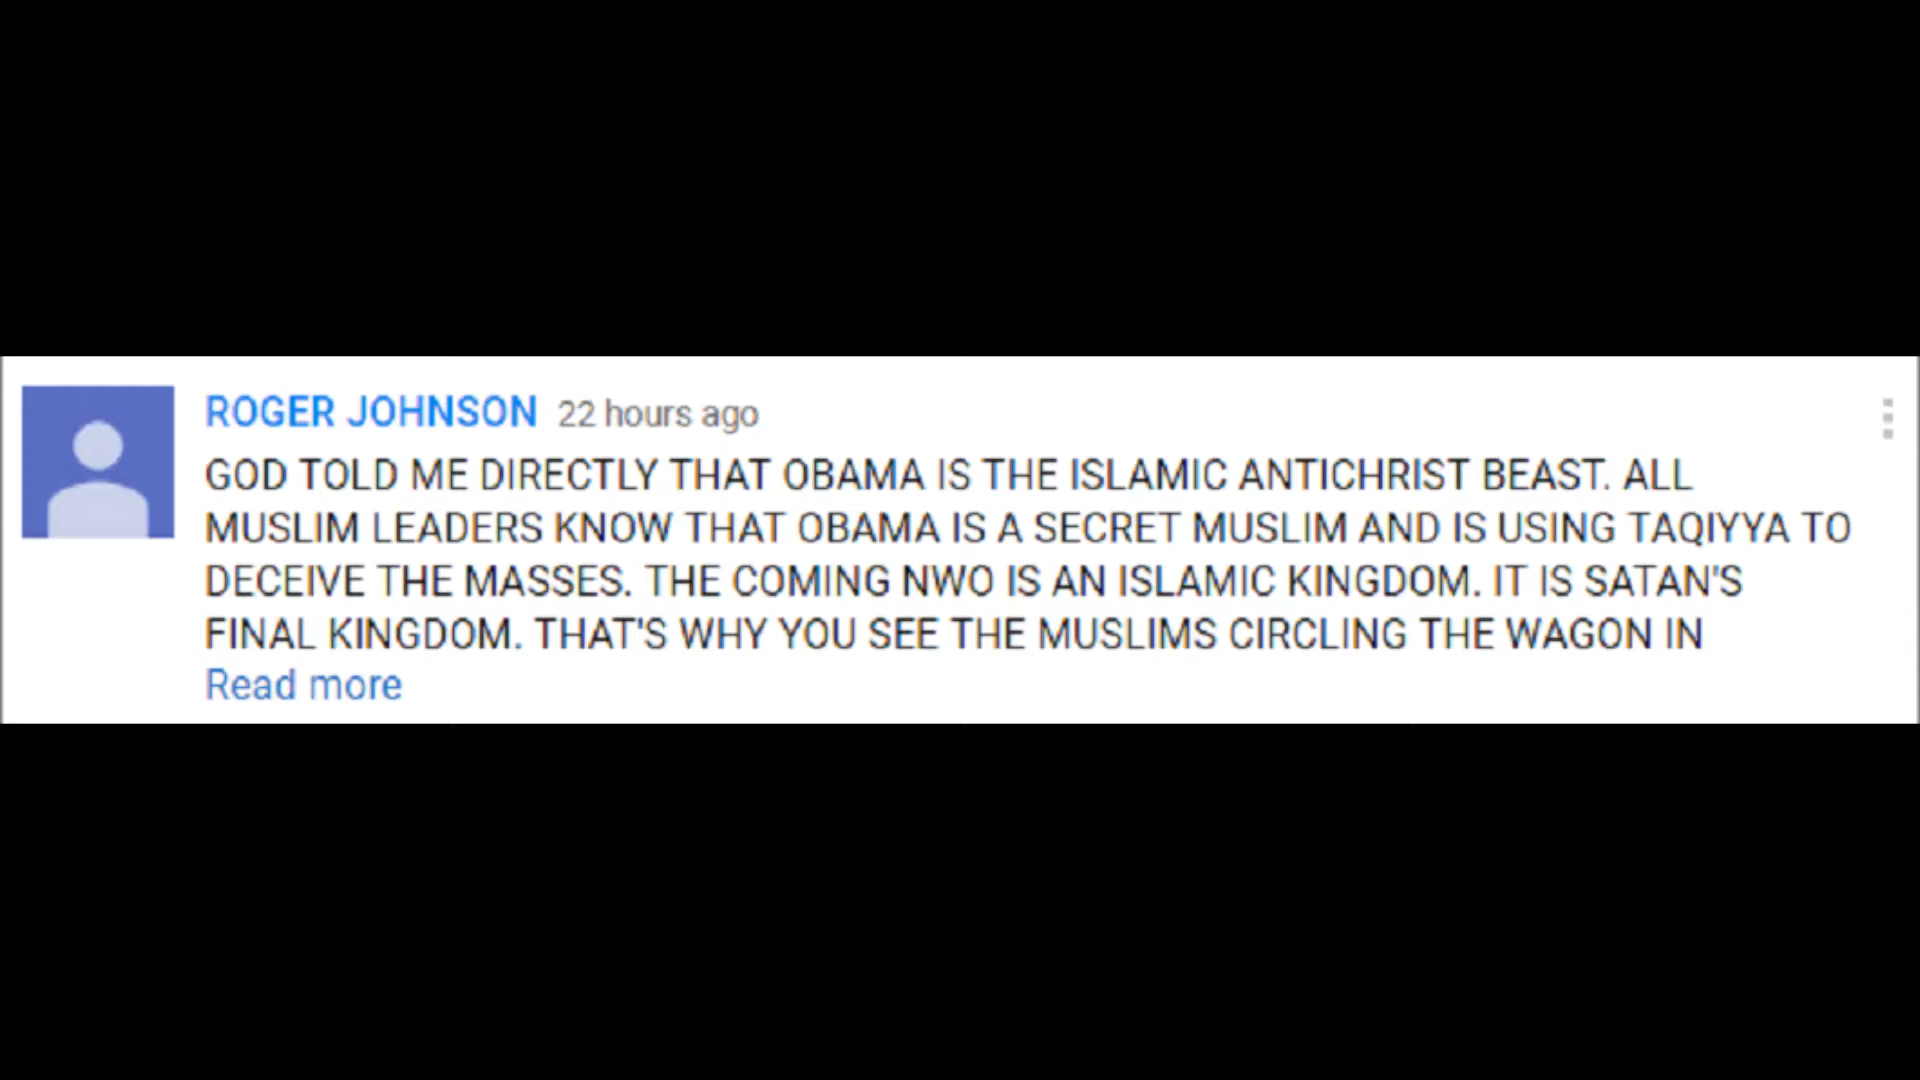 ROGER JOHNSON 22 hours ago
GOD TOLD ME DIRECTLY THAT OBAMA IS THE ISLAMIC ANTICHRIST BEAST. ALL
MUSLIM LEADERS KNOW THAT OBAMA IS A SECRET MUSLIM AND IS USING TAQIYYA TO
DECEIVE THE MASSES. THE COMING NWO IS AN ISLAMIC KINGDOM. IT IS SATAN'S
FINAL KINGDOM. THAT'S WHY YOU SEE THE MUSLIMS CIRCLING THE WAGON IN
Read more